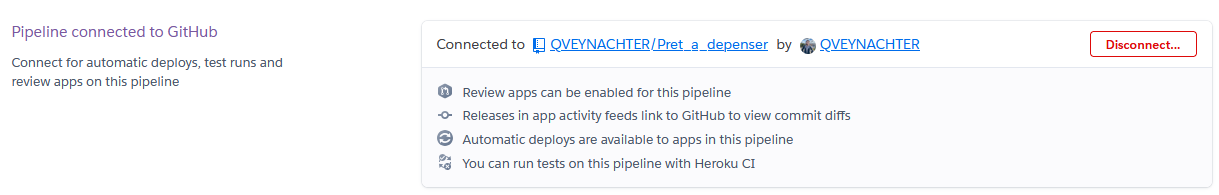 Pipeline connected to GitHub
Connect for automatic deploys, test runs and
review apps on this pipeline
Connected to QVEYNACHTER/Pret_a_depenser by QVEYNACHTER
Disconnect...
Review apps can be enabled for this pipeline
Releases in app activity feeds link to GitHub to view commit diffs
Automatic deploys are available to apps in this pipeline
You can run tests on this pipeline with Heroku CI